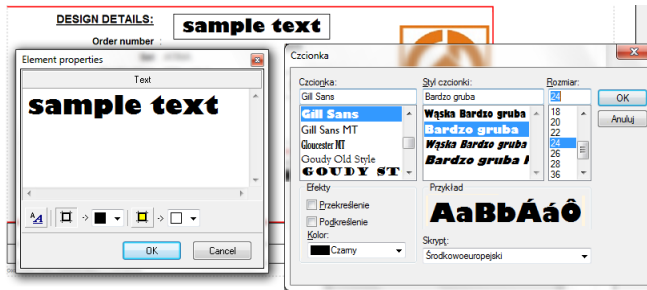 DESIGN DETAILS:
sample text
Order number :
Element properties
Text
sample text
OK
Cancel
Czcionka
Czcionka:
Gill Sans
Gill Sans
Gill Sans MT
Gloucester MT
Goudy Old Style
GOUDY ST
Styl czcionki:
Bardzo gruba
Wąska Bardzo gruba
Bardzo gruba
Wąska Bardzo gruba
Bardzo gruba
Rozmiar:
24
18
20
22
24
26
28
36
OK
Anuluj
Efekty
Przekreślenie
Podkreślenie
Kolor:
Czarny
Przykład
AaBbÁáÔ
Skrypt:
Środkowoeuropejski